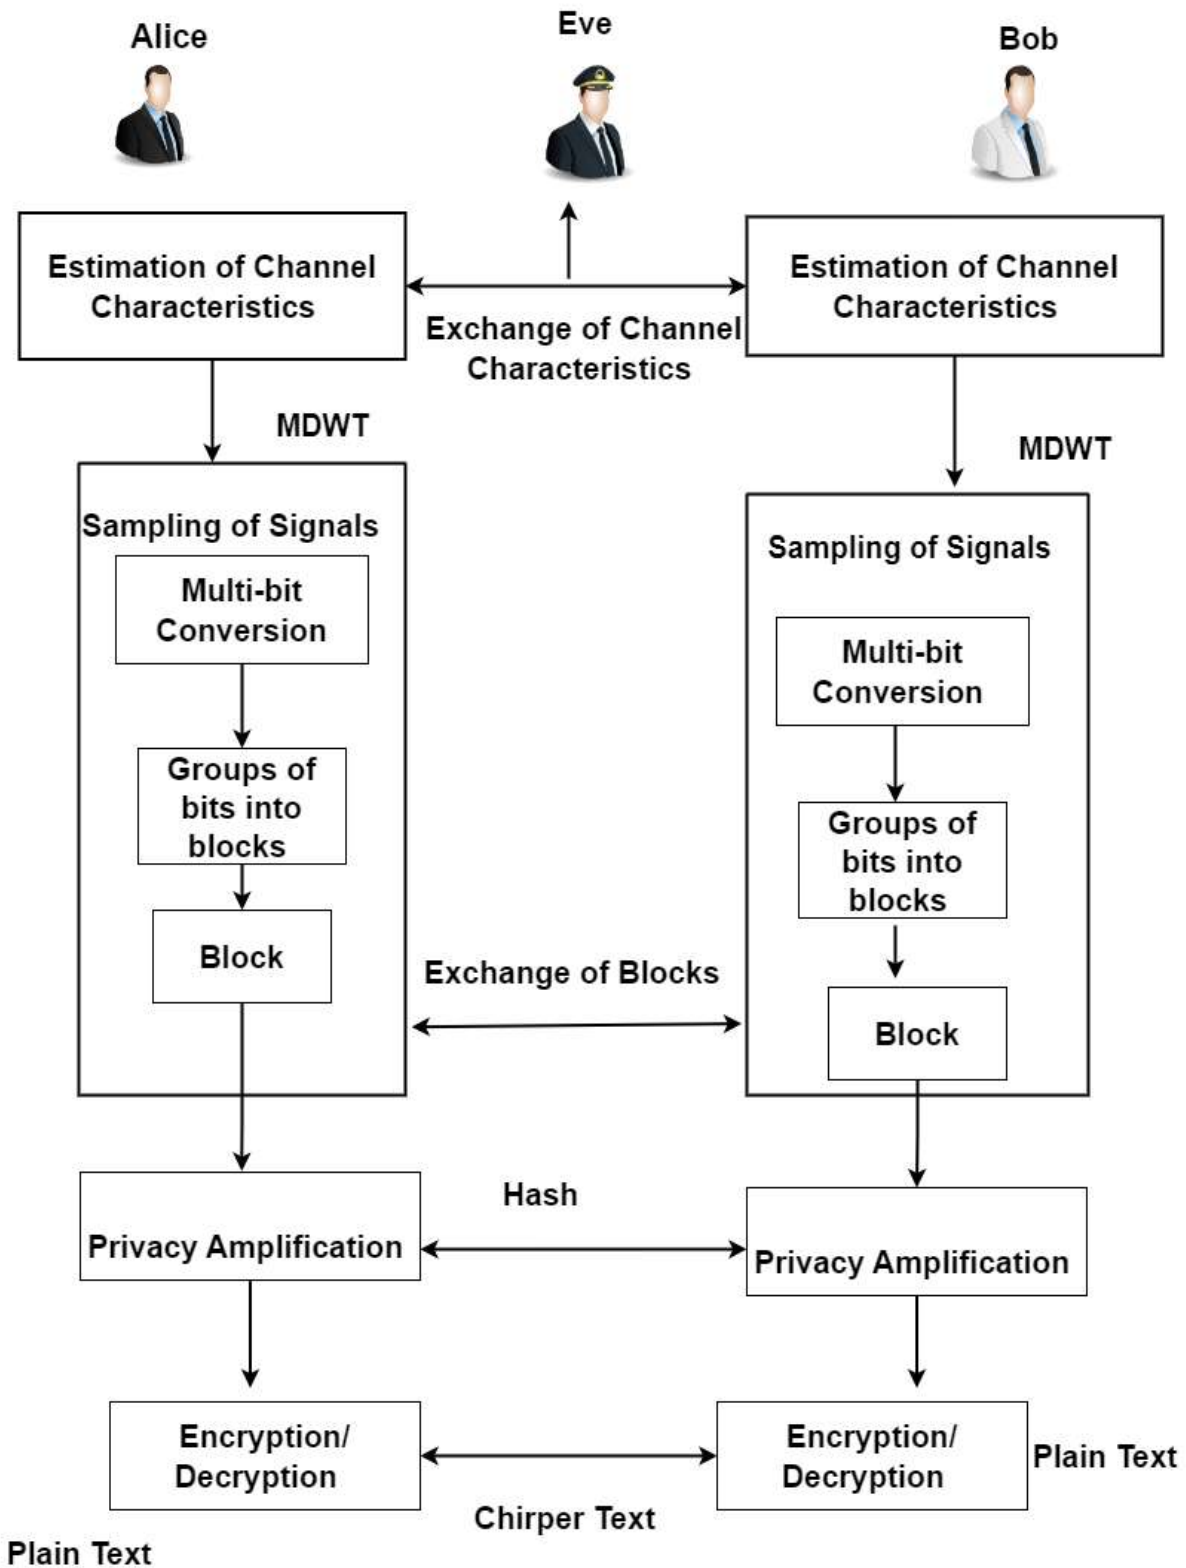 Alice
Eve
Bob
Estimation of Channel
Characteristics
Estimation of Channel
Characteristics
Exchange of Channel
Characteristics
MDWT
MDWT
Sampling of Signals
Sampling of Signals
Multi-bit
Conversion
Multi-bit
Conversion
Groups of
bits into
blocks
Groups of
bits into
blocks
Block
Exchange of Blocks
Block
Hash
Privacy Amplification
Privacy Amplification
Encryption/
Decryption
Encryption/
Decryption
Plain Text
Chirper Text
Plain Text